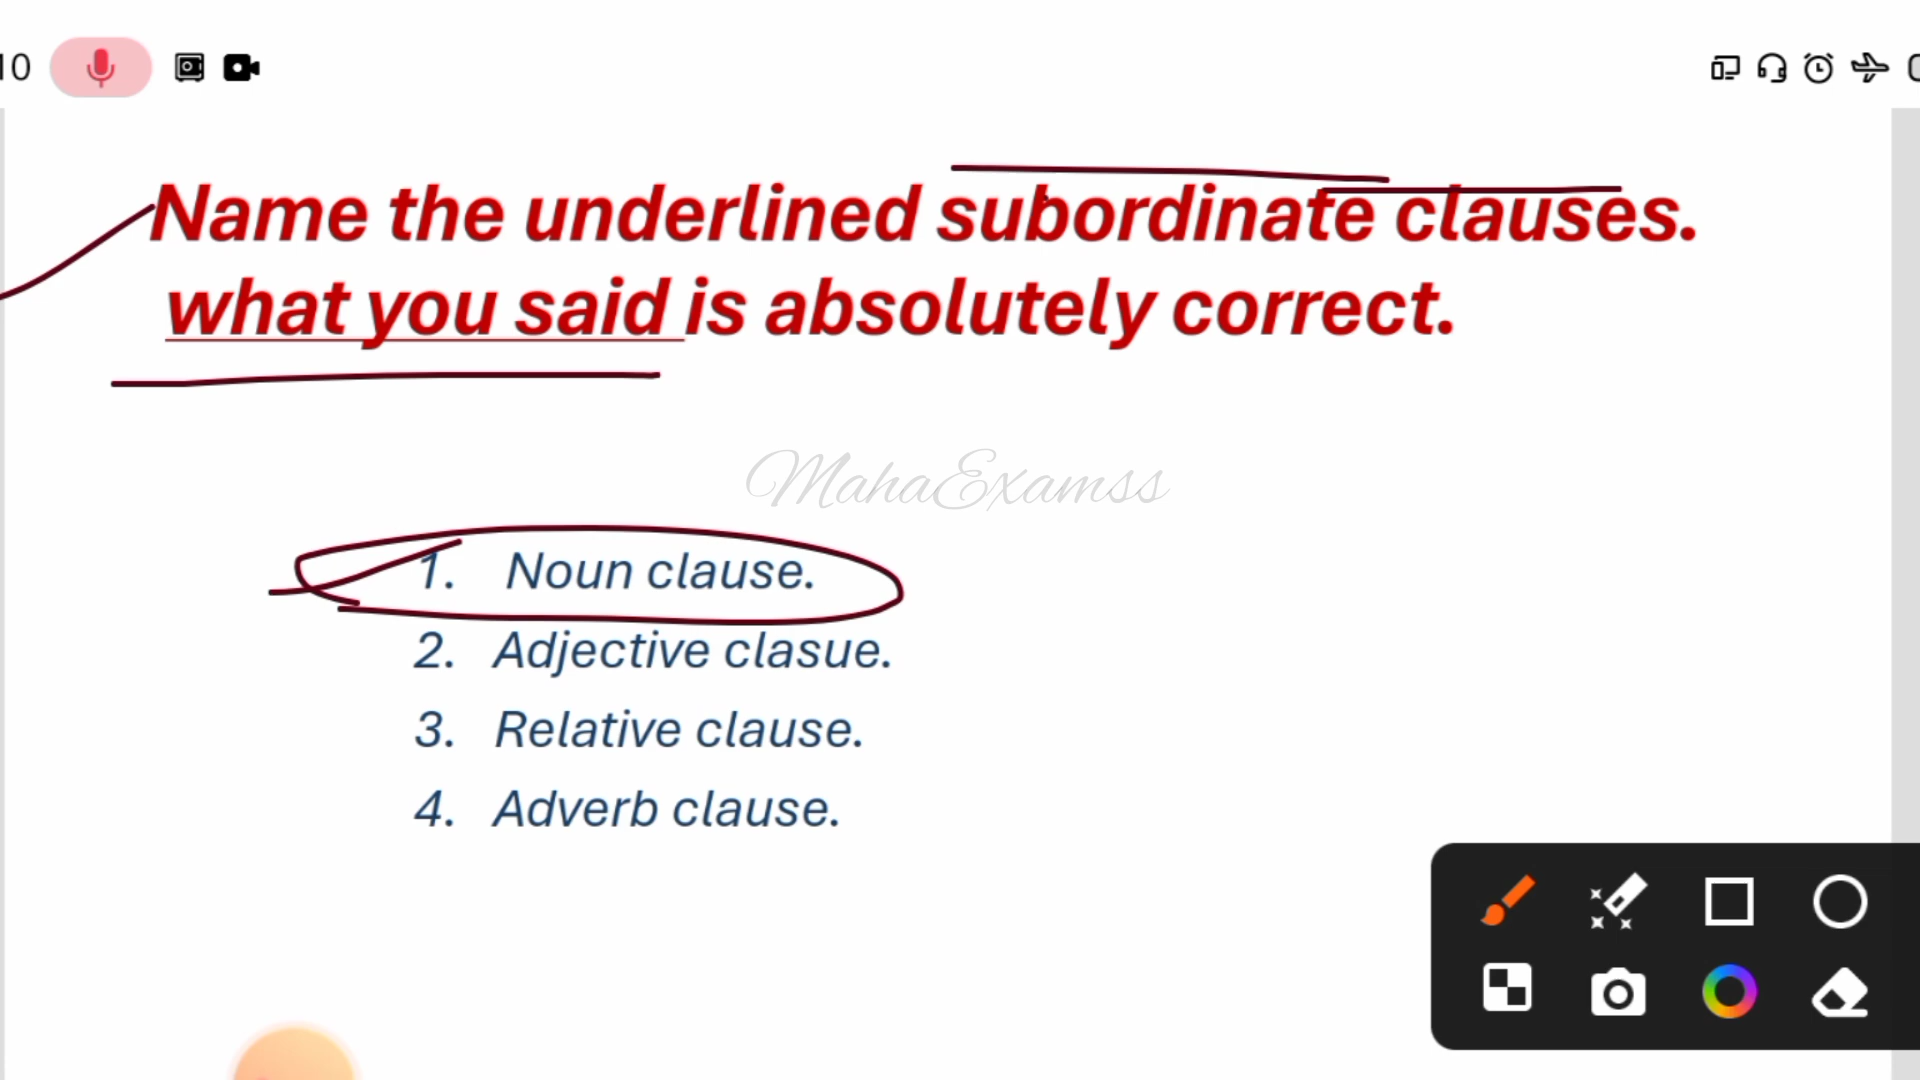 10
Name the underlined subordinate clauses.
what you said is absolutely correct.
MahaExamss
1. Noun clause.
2. Adjective clasue.
3. Relative clause.
4. Adverb clause.